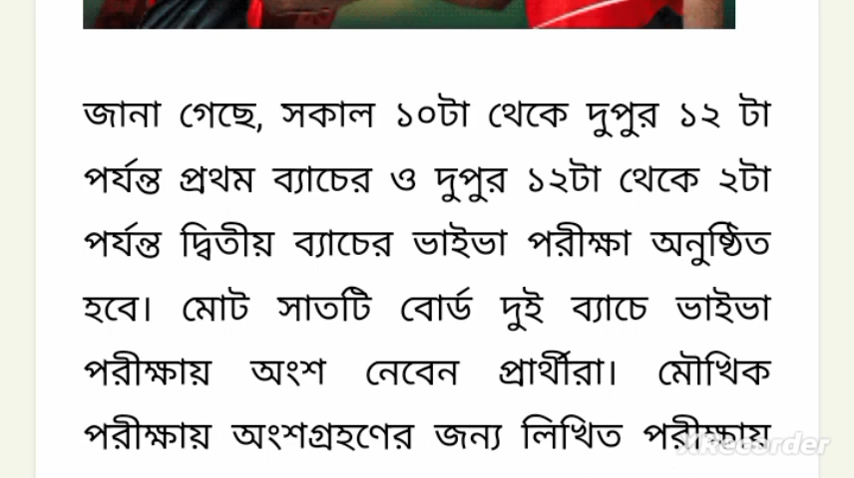 জানা গেছে, সকাল ১০টা থেকে দুপুর ১২ টা
পর্যন্ত প্রথম ব্যাচের ও দুপুর ১২টা থেকে ২টা
পর্যন্ত দ্বিতীয় ব্যাচের ভাইভা পরীক্ষা অনুষ্ঠিত
হবে। মোট সাতটি বোর্ড দুই ব্যাচে ভাইভা
পরীক্ষায় অংশ নেবেন প্রার্থীরা। মৌখিক
পরীক্ষায় অংশগ্রহণের জন্য লিখিত পরীক্ষায়
XRecorder